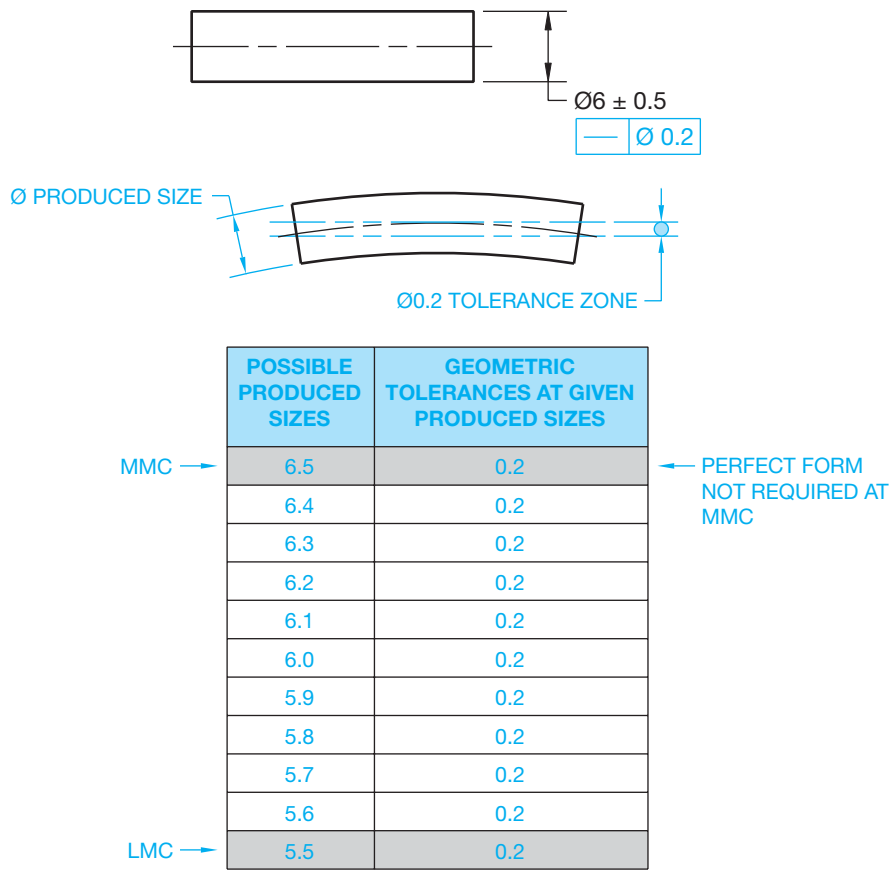 Ø6 ± 0.5
Ø 0.2
Ø PRODUCED SIZE
Ø0.2 TOLERANCE ZONE
POSSIBLE
PRODUCED
SIZES
GEOMETRIC
TOLERANCES AT GIVEN
PRODUCED SIZES
MMC
6.5 0.2
PERFECT FORM
NOT REQUIRED AT
MMC
6.4 0.2
6.3 0.2
6.2 0.2
6.1 0.2
6.0 0.2
5.9 0.2
5.8 0.2
5.7 0.2
5.6 0.2
LMC
5.5 0.2